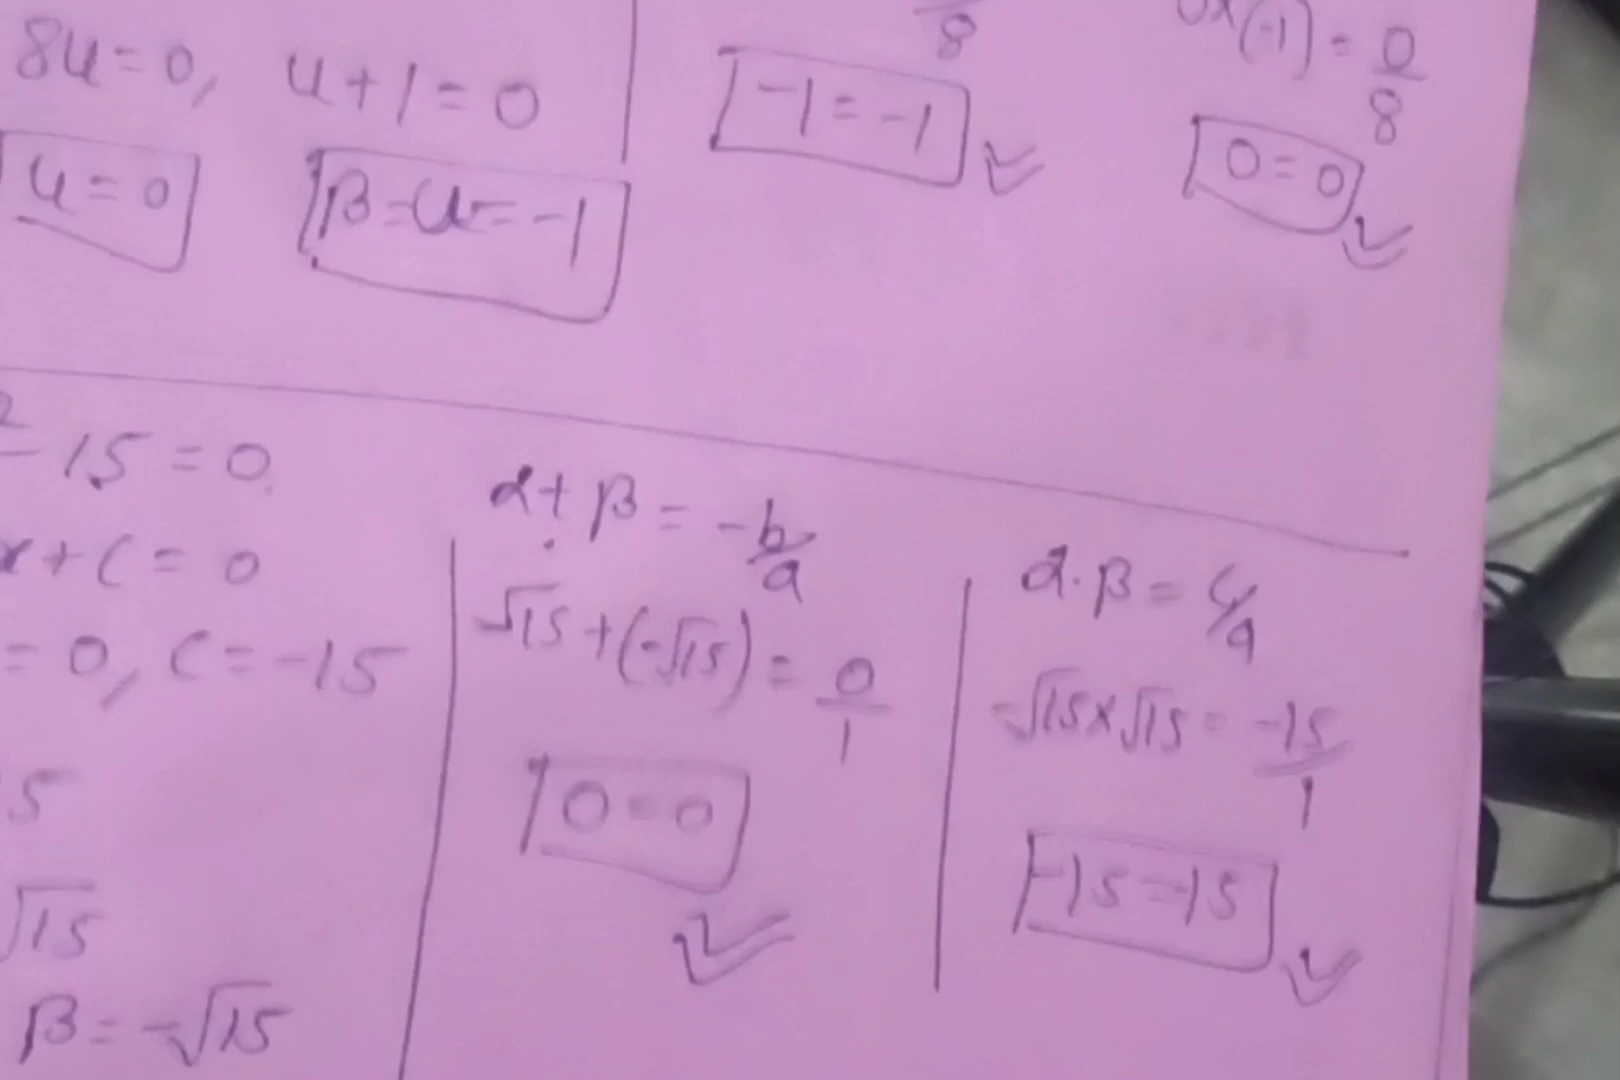 8u=0, u+1=0
u=0
β=u=-1
8
-1=-1
×(-1)=0/8
0=0
2
-15=0
x+c=0
=0, c=-15
5
√15
β=-√15
α+β=-b/a
√15+(-√15)=0/1
0=0
α.β=c/a
-√15×√15=-15/1
-15=-15